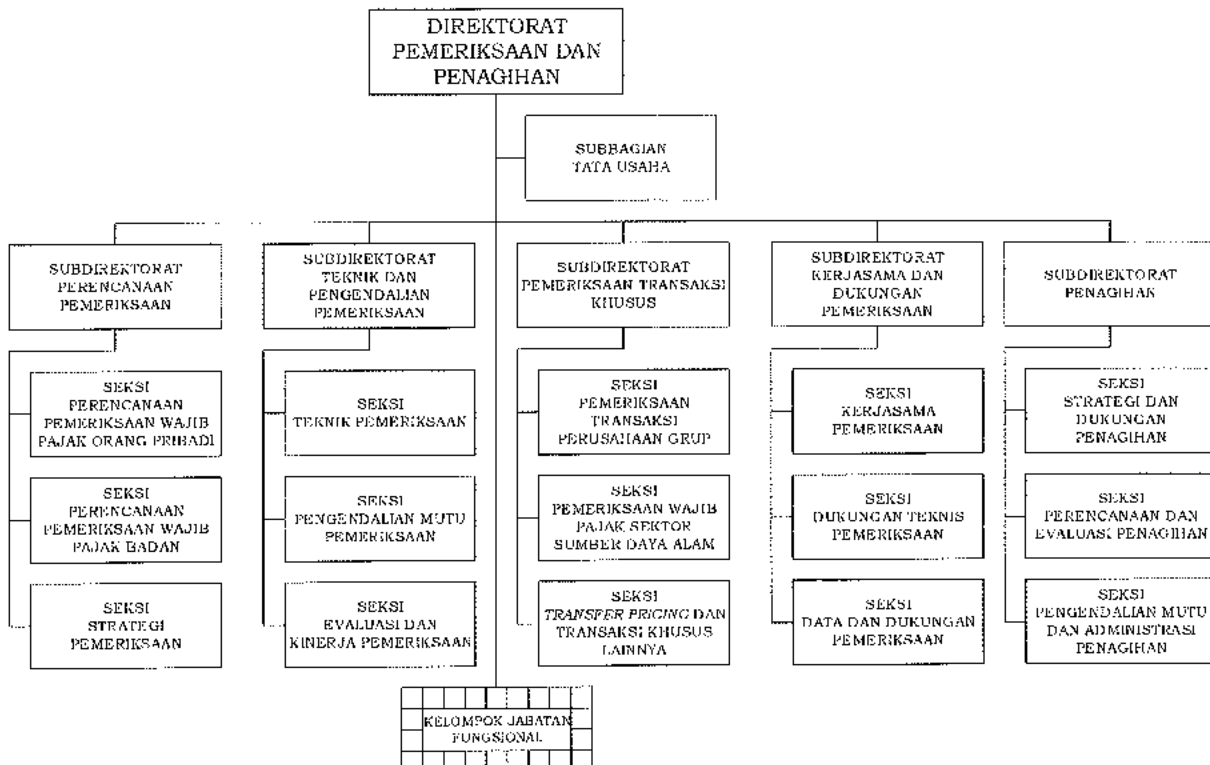 DIREKTORAT
PEMERIKSAAN DAN
PENAGIHAN
SUBBAGIAN
TATA USAHA
SUBDIREKTORAT
PERENCANAAN
PEMERIKSAAN
SUBDIREKTORAT
TEKNIK DAN
PENGENDALIAN
PEMERIKSAAN
SUBDIREKTORAT
PEMERIKSAAN TRANSAKSI
KHUSUS
SUBDIREKTORAT
KERJASAMA DAN
DUKUNGAN
PEMERIKSAAN
SUBDIREKTORAT
PENAGIHAN
SEKSI
PERENCANAAN
PEMERIKSAAN WAJIB
PAJAK ORANG PRIBADI
SEKSI
TEKNIK PEMERIKSAAN
SEKSI
PEMERIKSAAN
TRANSAKSI
PERUSAHAAN GRUP
SEKSI
KERJASAMA
PEMERIKSAAN
SEKSI
STRATEGI DAN
DUKUNGAN
PENAGIHAN
SEKSI
PERENCANAAN
PEMERIKSAAN WAJIB
PAJAK BADAN
SEKSI
PENGENDALIAN MUTU
PEMERIKSAAN
SEKSI
PEMERIKSAAN WAJIB
PAJAK SEKTOR
SUMBER DAYA ALAM
SEKSI
DUKUNGAN TEKNIS
PEMERIKSAAN
SEKSI
PERENCANAAN DAN
EVALUASI PENAGIHAN
SEKSI
STRATEGI
PEMERIKSAAN
SEKSI
EVALUASI DAN
KINERJA PEMERIKSAAN
SEKSI
TRANSFER PRICING DAN
TRANSAKSI KHUSUS
LAINNYA
SEKSI
DATA DAN DUKUNGAN
PEMERIKSAAN
SEKSI
PENGENDALIAN MUTU
DAN ADMINISTRASI
PENAGIHAN
KELOMPOK JABATAN
FUNGSIONAL